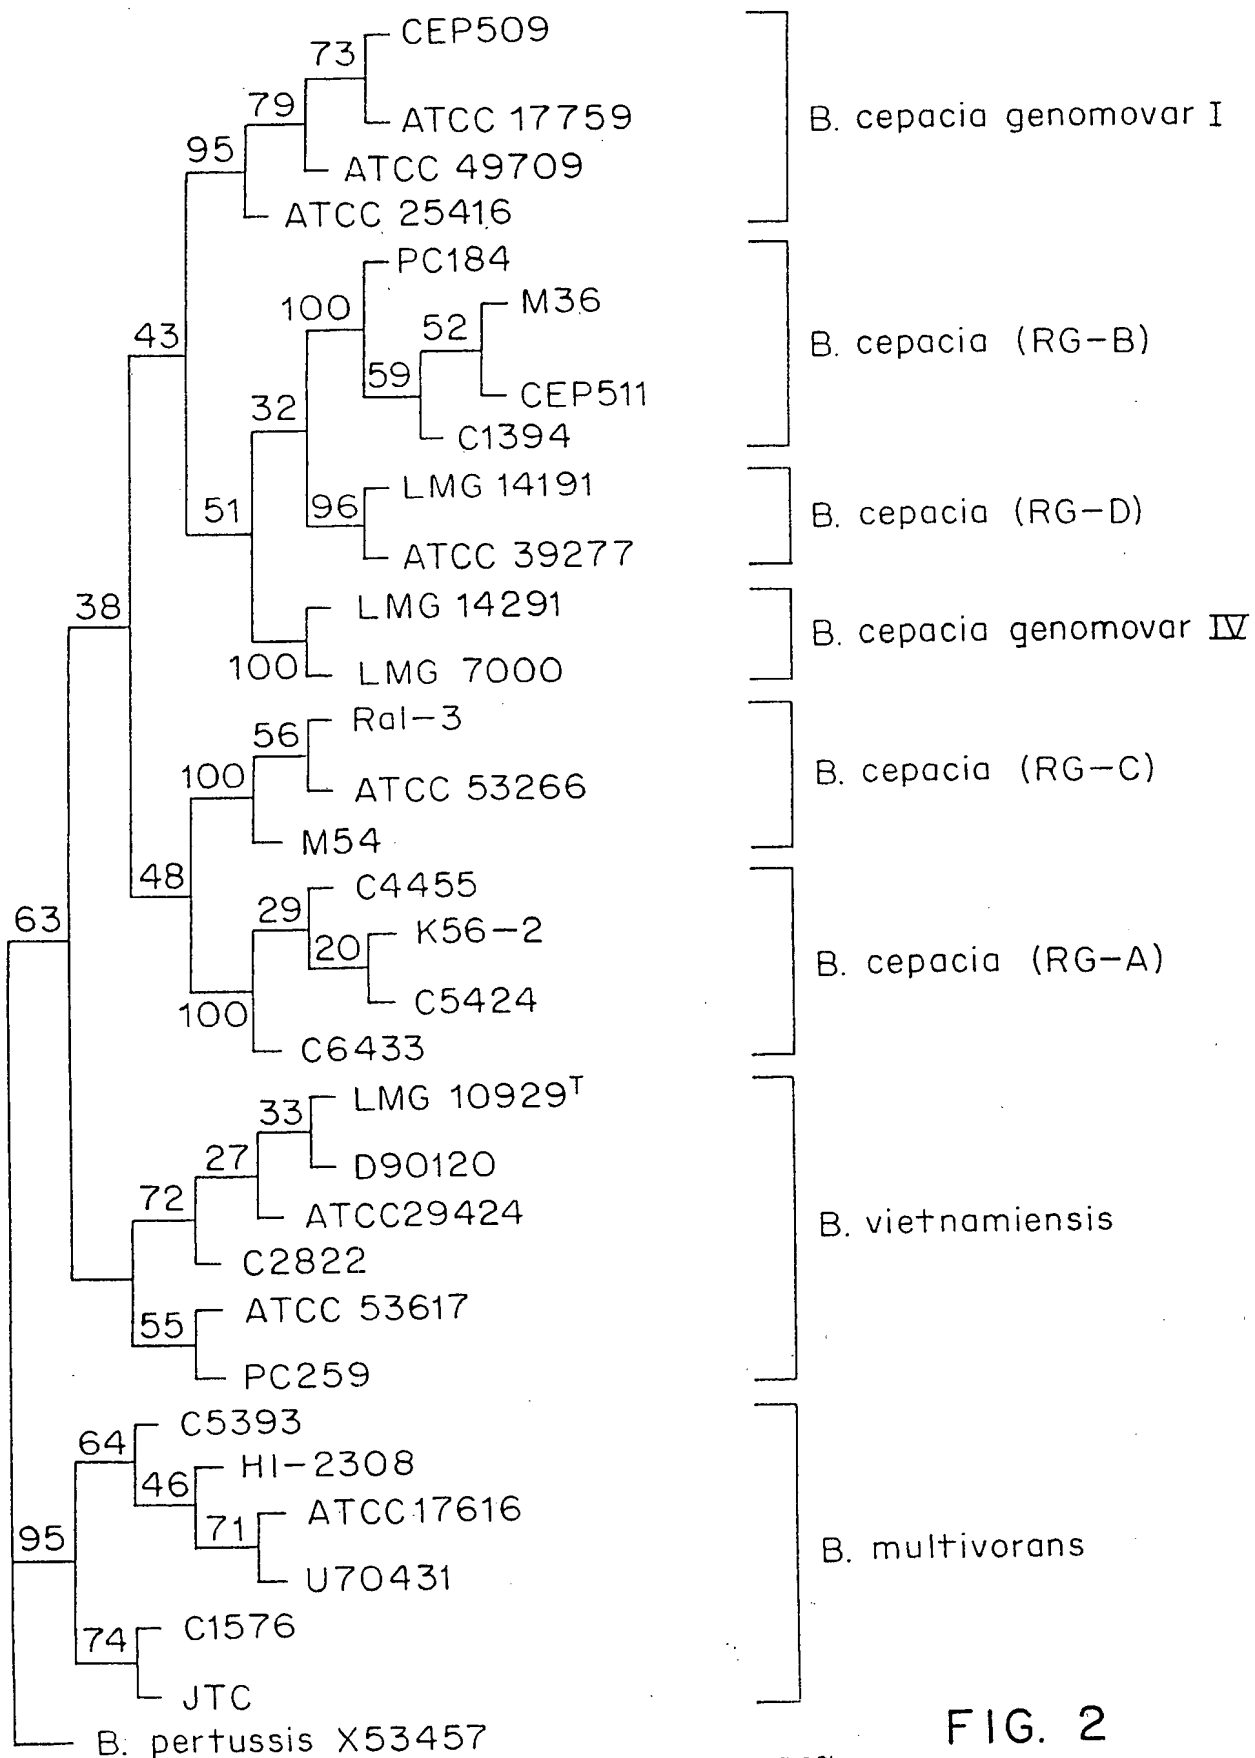 CEP509
73
79
ATCC 17759
B. cepacia genomovar I
95
ATCC 49709
ATCC 25416
PC184
100
M36
52
43
B. cepacia (RG-B)
59
CEP511
32
C1394
LMG 14191
96
51
B. cepacia (RG-D)
ATCC 39277
38
LMG 14291
B. cepacia genomovar IV
100
LMG 7000
Ral-3
56
100
B. cepacia (RG-C)
ATCC 53266
M54
48
C4455
29
63
K56-2
20
B. cepacia (RG-A)
C5424
100
C6433
LMG 10929T
33
D90120
27
72
ATCC29424
B. vietnamiensis
C2822
ATCC 53617
55
PC259
C5393
64
HI-2308
46
ATCC17616
71
95
B. multivorans
U70431
C1576
74
JTC
B. pertussis X53457
FIG. 2